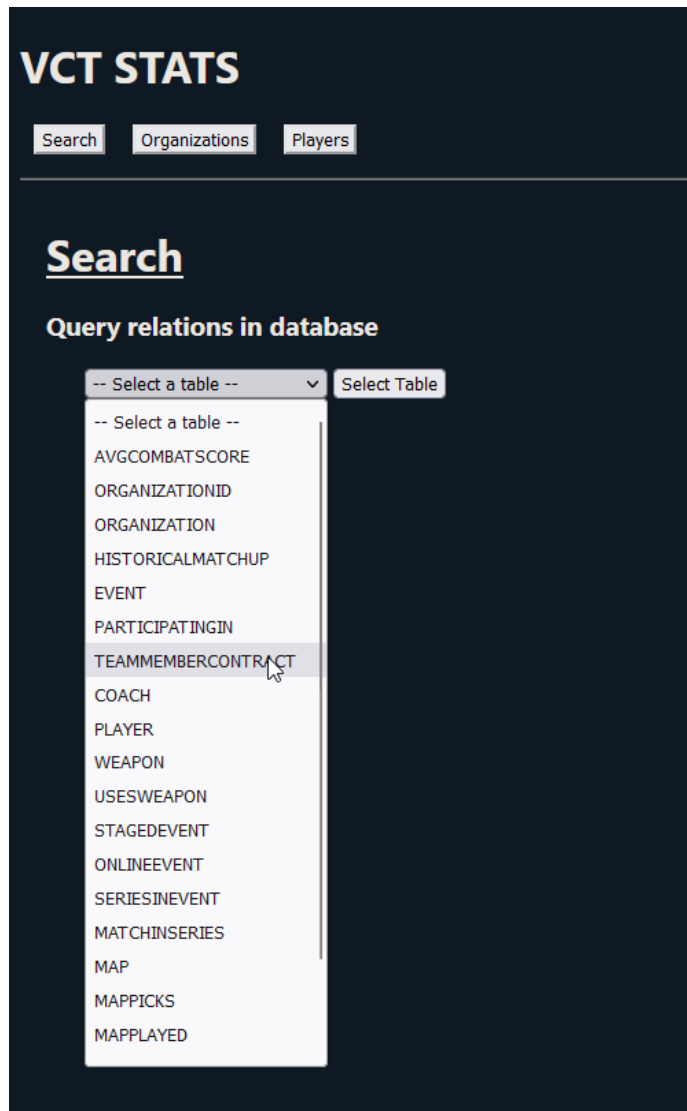 VCT STATS
Search Organizations Players
Search
Query relations in database
-- Select a table -- Select Table
-- Select a table --
AVGCOMBATSCORE
ORGANIZATIONID
ORGANIZATION
HISTORICALMATCHUP
EVENT
PARTICIPATINGIN
TEAMMEMBERCONTRACT
COACH
PLAYER
WEAPON
USESWEAPON
STAGEDEVENT
ONLINEEVENT
SERIESINEVENT
MATCHINSERIES
MAP
MAPPICKS
MAPPLAYED